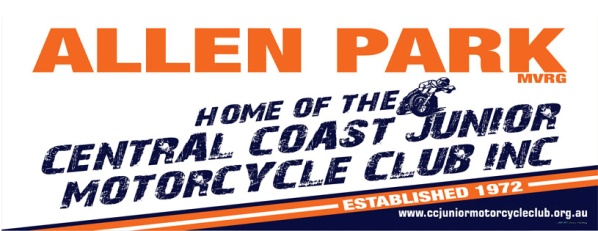 ALLEN PARK
MVRG
HOME OF THE
CENTRAL COAST JUNIOR
MOTORCYCLE CLUB INC
ESTABLISHED 1972
www.ccjuniormotorcycleclub.org.au